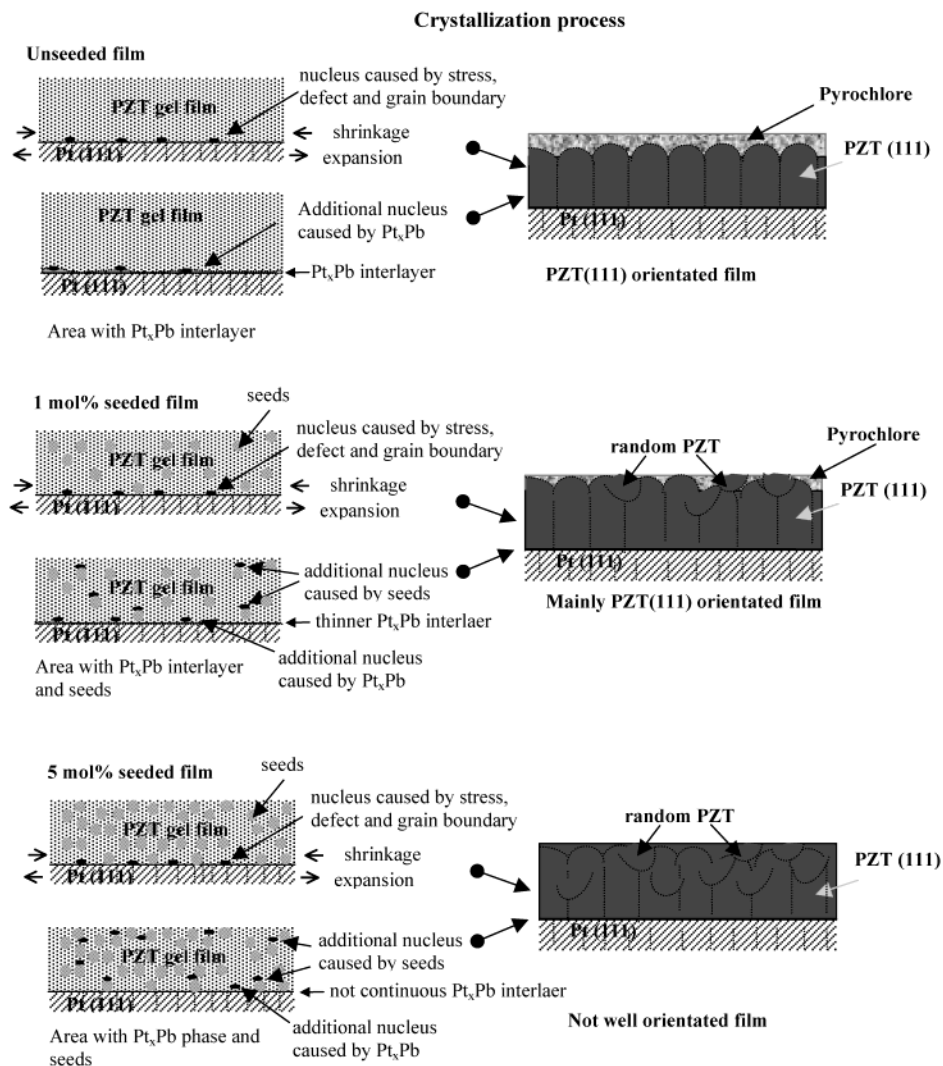 Crystallization process
Unseeded film
PZT gel film
nucleus caused by stress,
defect and grain boundary
shrinkage
expansion
Pt (111)
PZT gel film
Additional nucleus
caused by PtₓPb
PtₓPb interlayer
Pt (111)
Area with PtₓPb interlayer
Pyrochlore
PZT (111)
Pt (111)
PZT(111) orientated film
1 mol% seeded film
seeds
PZT gel film
nucleus caused by stress,
defect and grain boundary
shrinkage
expansion
Pt (111)
PZT gel film
additional nucleus
caused by seeds
thinner PtₓPb interlaer
Pt (111)
additional nucleus
caused by PtₓPb
Area with PtₓPb interlayer
and seeds
random PZT
Pyrochlore
PZT (111)
Pt (111)
Mainly PZT(111) orientated film
5 mol% seeded film
seeds
PZT gel film
nucleus caused by stress,
defect and grain boundary
shrinkage
expansion
Pt (111)
PZT gel film
additional nucleus
caused by seeds
not continuous PtₓPb interlaer
Pt (111)
additional nucleus
caused by PtₓPb
Area with PtₓPb phase and
seeds
random PZT
PZT (111)
Pt (111)
Not well orientated film